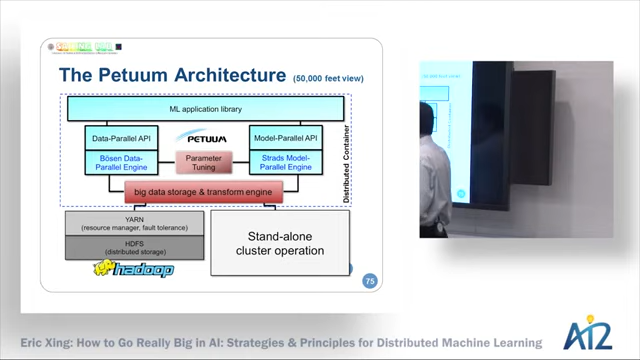 The Petuum Architecture (50,000 feet view)
ML application library
Data-Parallel API
PETUUM
Model-Parallel API
Bösen Data-
Parallel Engine
Parameter
Tuning
Strads Model-
Parallel Engine
Distributed Container
big data storage & transform engine
YARN
(resource manager, fault tolerance)
HDFS
(distributed storage)
hadoop
Stand-alone
cluster operation
75
Eric Xing: How to Go Really Big in AI: Strategies & Principles for Distributed Machine Learning
AI2